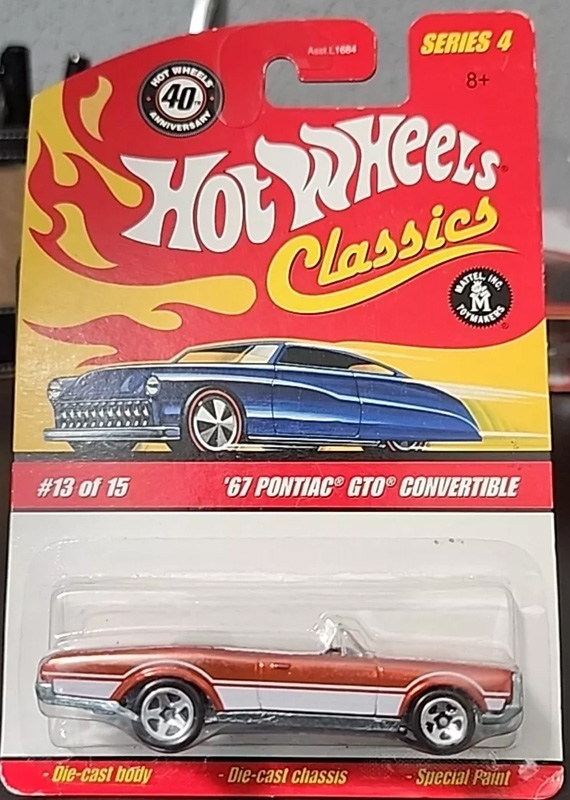 Asst.L1684
SERIES 4
8+
HOT WHEELS®
40TH
ANNIVERSARY
Hot Wheels®
Classics
MATTEL, INC.
M
TOYMAKERS
®
#13 of 15
'67 PONTIAC® GTO® CONVERTIBLE
- Die-cast body - Die-cast chassis - Special Paint